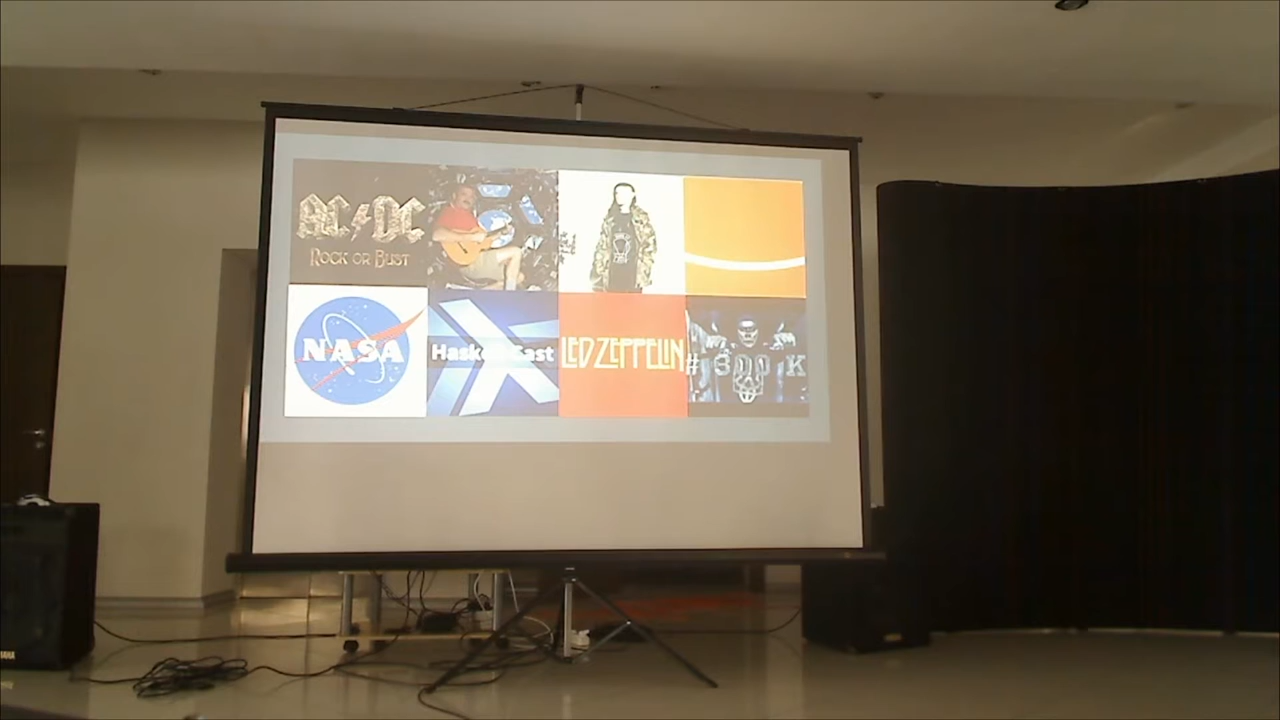 AC⚡DC
ROCK OR BUST
NASA
LED ZEPPELIN